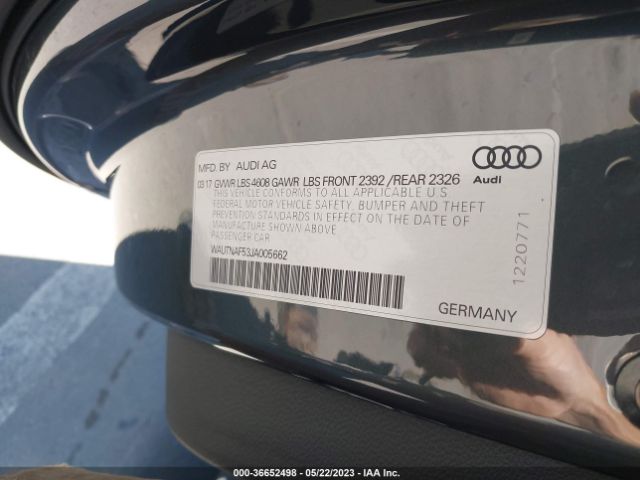 MFD. BY AUDI AG
03 17 GVWR LBS 4608 GAWR LBS FRONT 2392 /REAR 2326
THIS VEHICLE CONFORMS TO ALL APPLICABLE U.S.
FEDERAL MOTOR VEHICLE SAFETY, BUMPER AND THEFT
PREVENTION STANDARDS IN EFFECT ON THE DATE OF
MANUFACTURE SHOWN ABOVE
PASSENGER CAR
WAUTNAF53JA005662
Audi
1220771
GERMANY
000-36652498 - 05/22/2023 - IAA Inc.